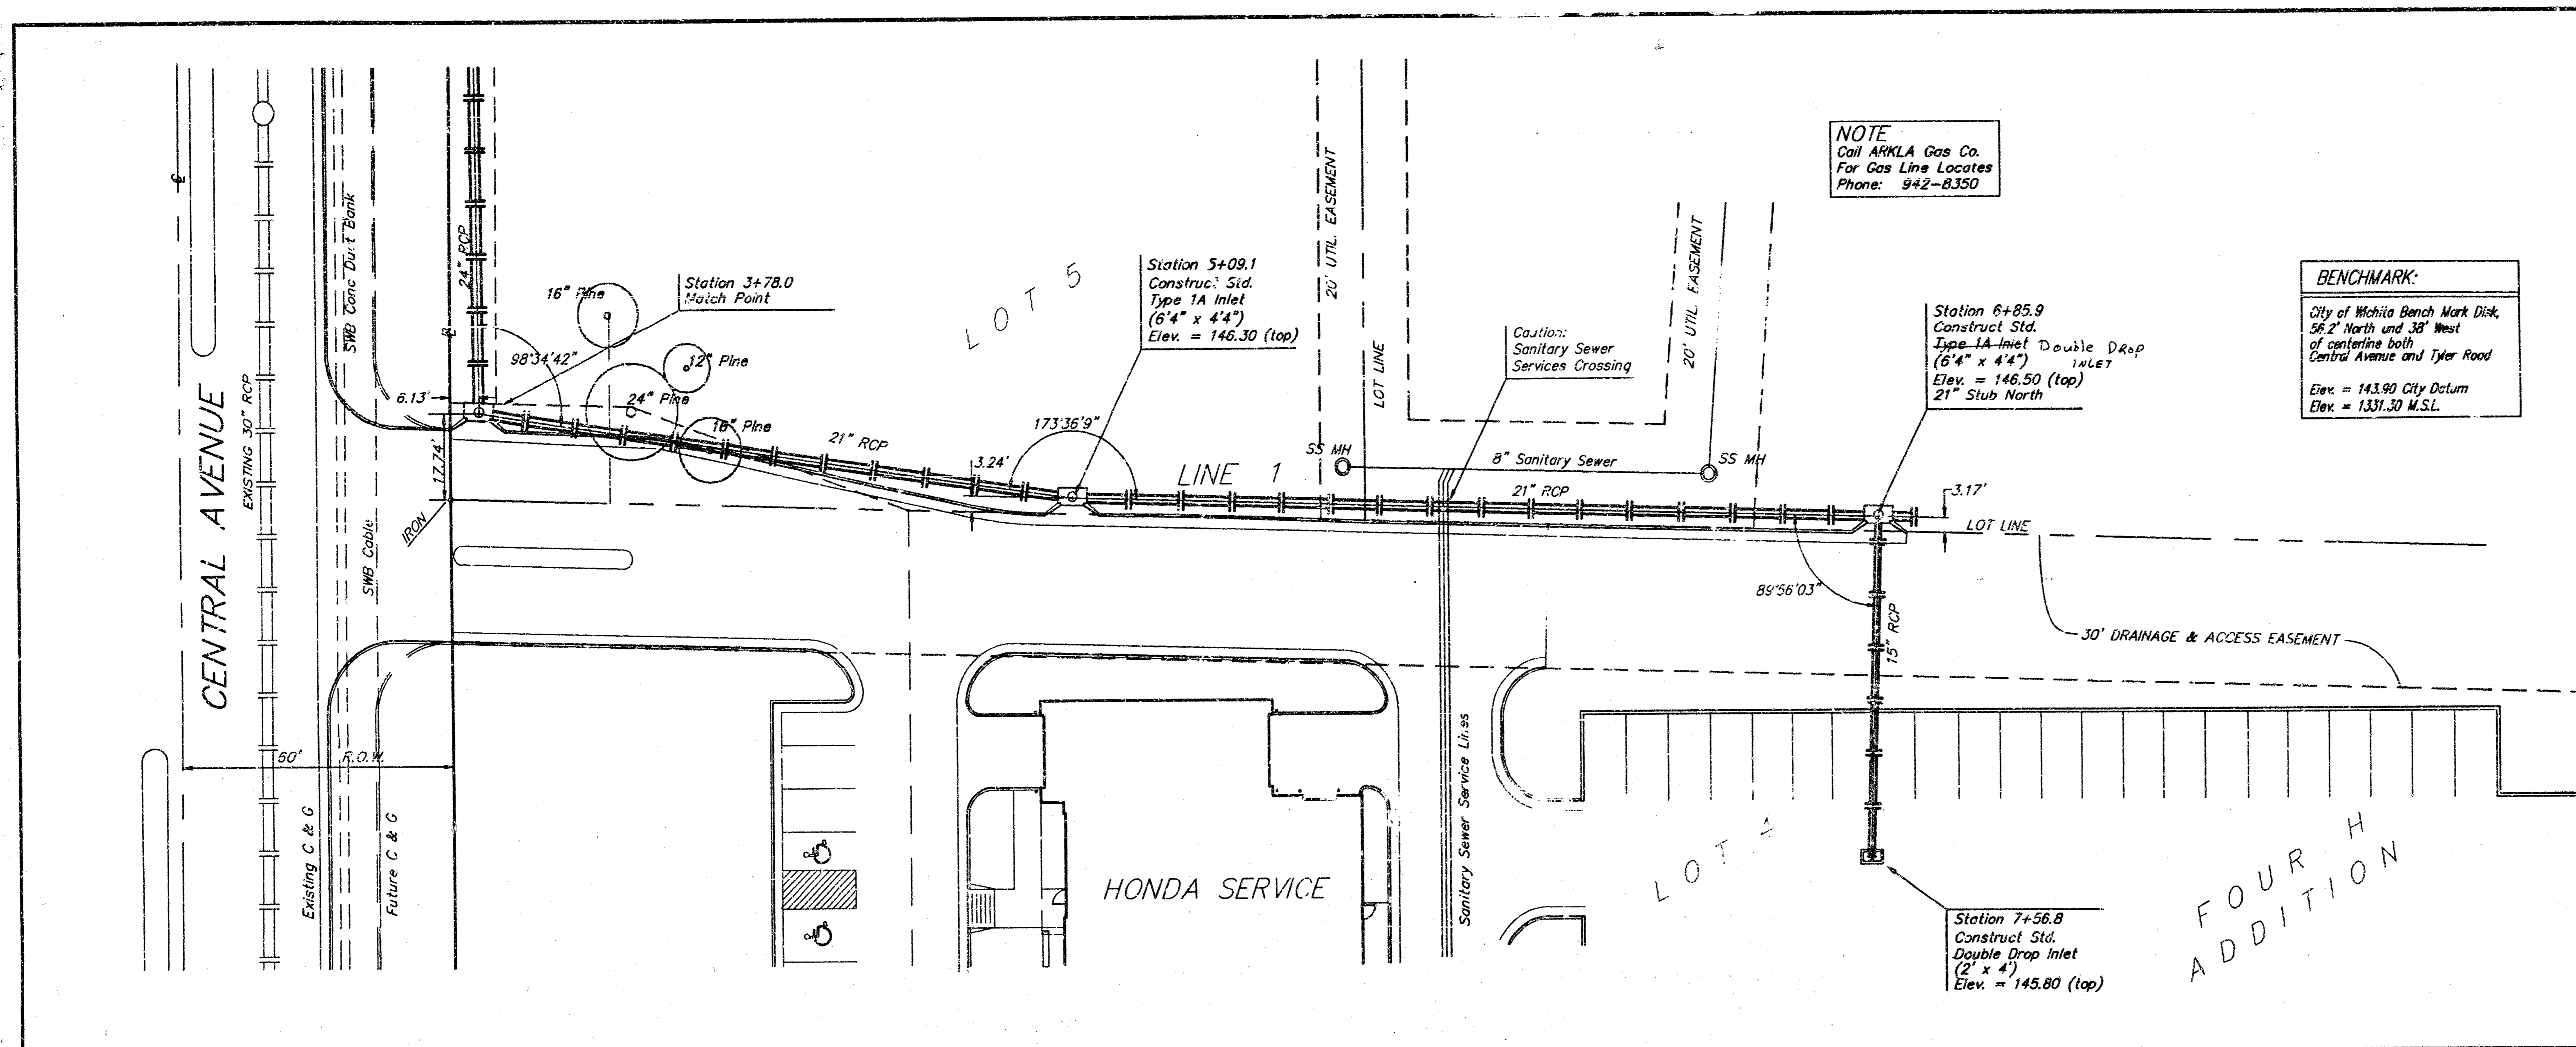 NOTE
Call ARKLA Gas Co.
For Gas Line Locates
Phone: 942-8350
BENCHMARK:
City of Wichita Bench Mark Disk,
56.2' North and 38' West
of centerline both
Central Avenue and Tyler Road
Elev. = 143.90 City Datum
Elev. = 1331.30 M.S.L.
CENTRAL AVENUE
EXISTING 30" RCP
SWB Conc Duct Bank
SWB Cable
24" RCP
Station 3+78.0
Match Point
16" Pine
12" Pine
24" Pine
18" Pine
98°34'42"
6.13'
17.74'
IRON
21" RCP
LOT 5
Station 5+09.1
Construct Std.
Type 1A Inlet
(6'4" x 4'4")
Elev. = 146.30 (top)
173°36'9"
3.24'
LINE 1
20' UTIL. EASEMENT
LOT LINE
SS MH
8" Sanitary Sewer
SS MH
21" RCP
Caution:
Sanitary Sewer
Services Crossing
20' UTIL. EASEMENT
Station 6+85.9
Construct Std.
Type 1A Inlet Double DROP
(6'4" x 4'4") INLET
Elev. = 146.50 (top)
21" Stub North
3.17'
LOT LINE
89°56'03"
15" RCP
30' DRAINAGE & ACCESS EASEMENT
60' R.O.W.
Existing C & G
Future C & G
HONDA SERVICE
Sanitary Sewer Service Lines
LOT 4
FOUR H
ADDITION
Station 7+56.8
Construct Std.
Double Drop Inlet
(2' x 4')
Elev. = 145.80 (top)